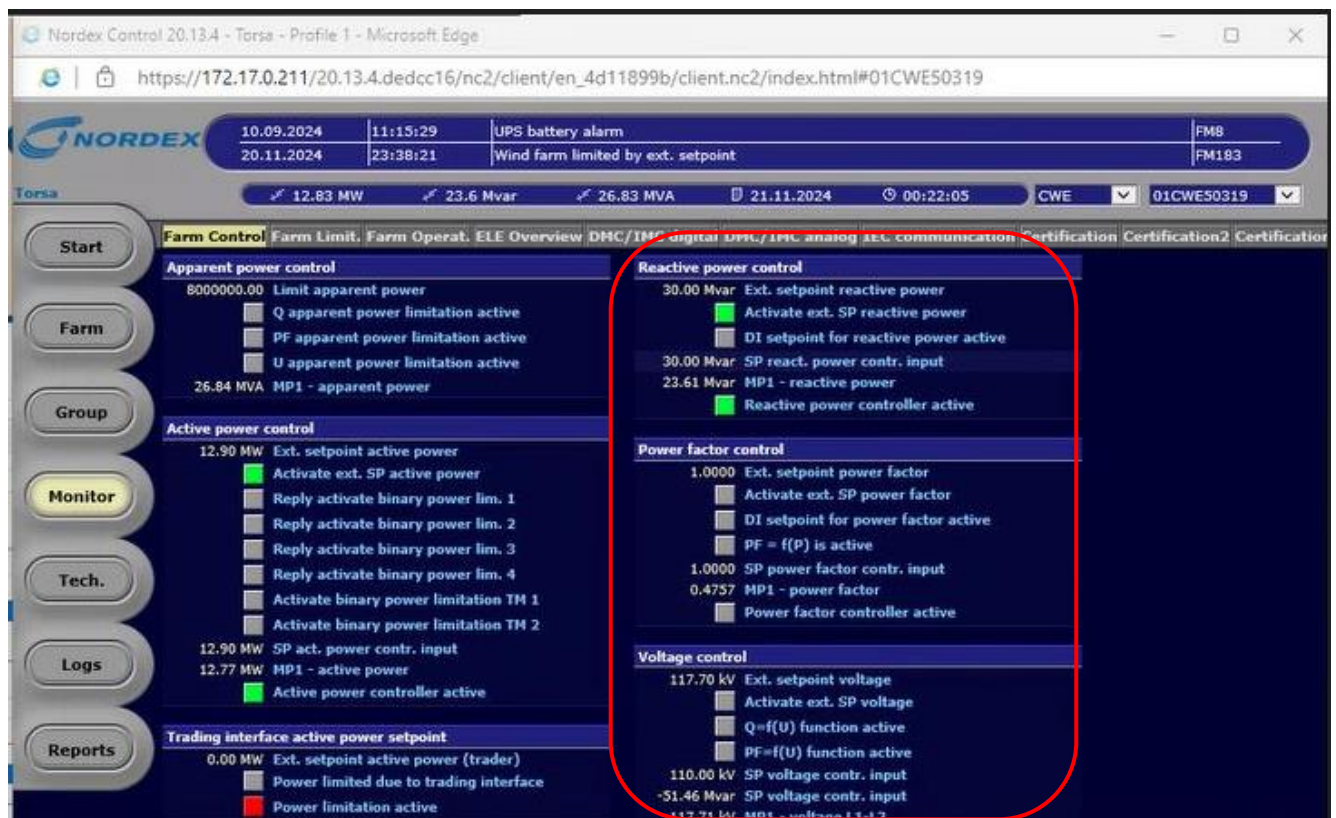 Nordex Control 20.13.4 - Torsa - Profile 1 - Microsoft Edge
https://172.17.0.211/20.13.4.dedcc16/nc2/client/en_4d11899b/client.nc2/index.html#01CWE50319
NORDEX
10.09.2024 11:15:29 UPS battery alarm FM8
20.11.2024 23:38:21 Wind farm limited by ext. setpoint FM183
Torsa
12.83 MW 23.6 Mvar 26.83 MVA 21.11.2024 00:22:05 CWE 01CWE50319
Start
Farm
Group
Monitor
Tech.
Logs
Reports
Farm Control Farm Limit. Farm Operat. ELE Overview DMC/IMC digital DMC/IMC analog IEC communication Certification Certification2 Certification
Apparent power control
8000000.00 Limit apparent power
Q apparent power limitation active
PF apparent power limitation active
U apparent power limitation active
26.84 MVA MP1 - apparent power
Active power control
12.90 MW Ext. setpoint active power
Activate ext. SP active power
Reply activate binary power lim. 1
Reply activate binary power lim. 2
Reply activate binary power lim. 3
Reply activate binary power lim. 4
Activate binary power limitation TM 1
Activate binary power limitation TM 2
12.90 MW SP act. power contr. input
12.77 MW MP1 - active power
Active power controller active
Trading interface active power setpoint
0.00 MW Ext. setpoint active power (trader)
Power limited due to trading interface
Power limitation active
Reactive power control
30.00 Mvar Ext. setpoint reactive power
Activate ext. SP reactive power
DI setpoint for reactive power active
30.00 Mvar SP react. power contr. input
23.61 Mvar MP1 - reactive power
Reactive power controller active
Power factor control
1.0000 Ext. setpoint power factor
Activate ext. SP power factor
DI setpoint for power factor active
PF = f(P) is active
1.0000 SP power factor contr. input
0.4757 MP1 - power factor
Power factor controller active
Voltage control
117.70 kV Ext. setpoint voltage
Activate ext. SP voltage
Q=f(U) function active
PF=f(U) function active
110.00 kV SP voltage contr. input
-51.46 Mvar SP voltage contr. input
117.71 kV MP1 - voltage L1-L2